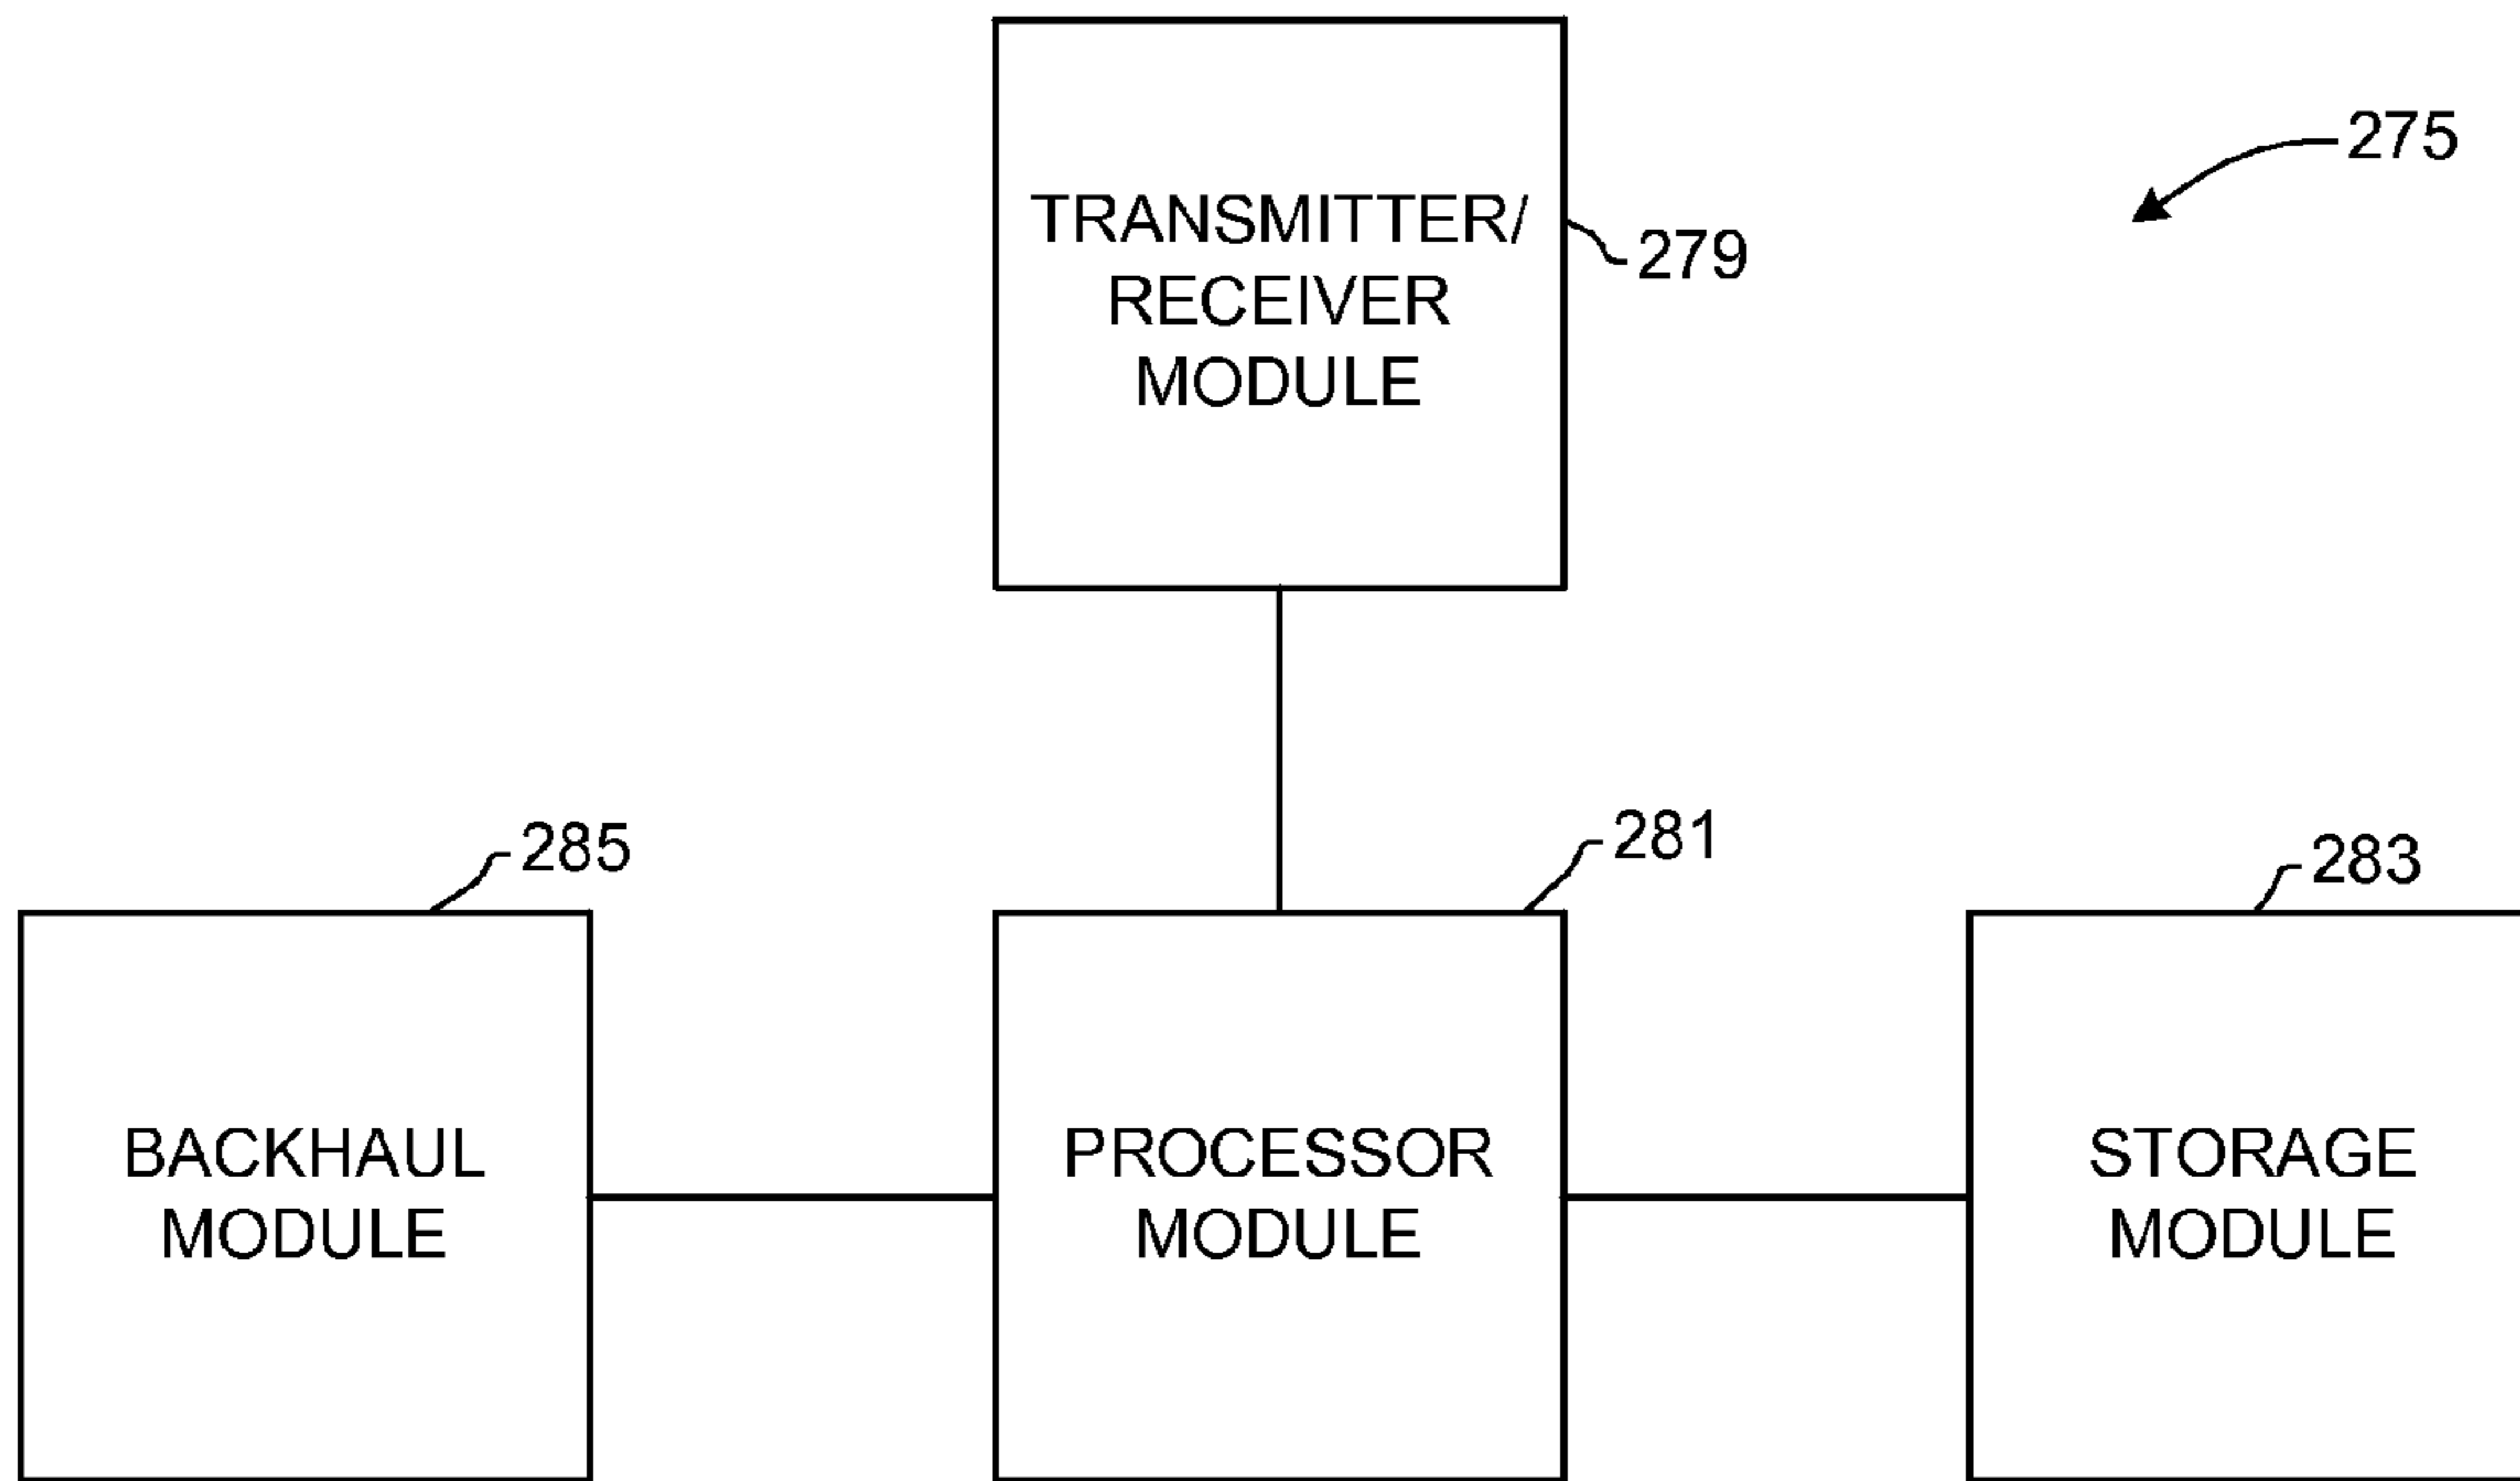 275
TRANSMITTER/
RECEIVER
MODULE
279
285
281
283
BACKHAUL
MODULE
PROCESSOR
MODULE
STORAGE
MODULE